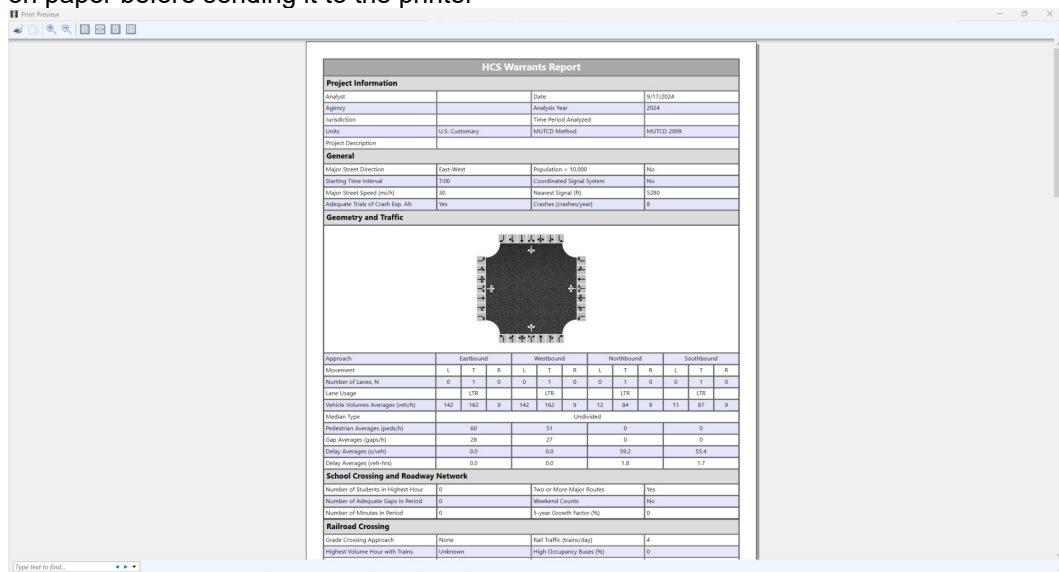 on paper before sending it to the printer
Print Preview
HCS Warrants Report
Project Information
Analyst Date 9/17/2024
Agency Analysis Year 2024
Jurisdiction Time Period Analyzed
Units U.S. Customary MUTCD Method MUTCD 2009
Project Description
General
Major Street Direction East-West Population < 10,000 No
Starting Time Interval 7:00 Coordinated Signal System No
Major Street Speed (mi/h) 30 Nearest Signal (ft) 5280
Adequate Trials of Crash Exp. Alt. Yes Crashes (crashes/year) 8
Geometry and Traffic
Approach Eastbound Westbound Northbound Southbound
Movement L T R L T R L T R L T R
Number of Lanes, N 0 1 0 0 1 0 0 1 0 0 1 0
Lane Usage LTR LTR LTR LTR
Vehicle Volumes Averages (veh/h) 142 162 9 142 162 9 12 84 9 11 87 9
Median Type Undivided
Pedestrian Averages (peds/h) 60 51 0 0
Gap Averages (gaps/h) 28 27 0 0
Delay Averages (s/veh) 0.0 0.0 59.2 55.4
Delay Averages (veh-hrs) 0.0 0.0 1.8 1.7
School Crossing and Roadway Network
Number of Students in Highest Hour 0 Two or More Major Routes Yes
Number of Adequate Gaps in Period 0 Weekend Counts No
Number of Minutes in Period 0 5-year Growth Factor (%) 0
Railroad Crossing
Grade Crossing Approach None Rail Traffic (trains/day) 4
Highest Volume Hour with Trains Unknown High Occupancy Buses (%) 0
Type text to find...